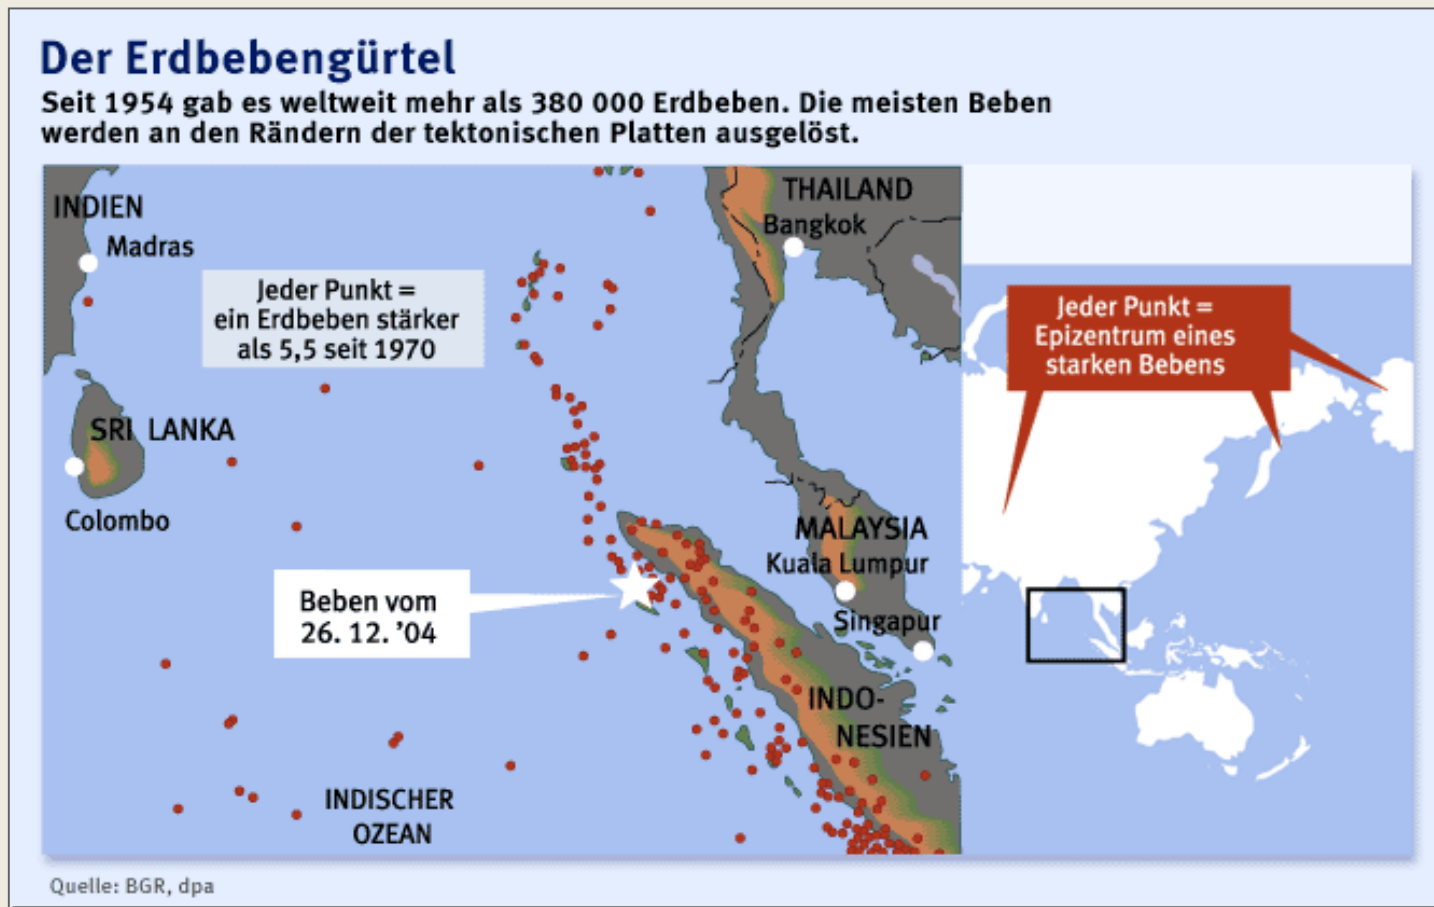 Der Erdbebengürtel
Seit 1954 gab es weltweit mehr als 380 000 Erdbeben. Die meisten Beben
werden an den Rändern der tektonischen Platten ausgelöst.
INDIEN
Madras
Jeder Punkt =
ein Erdbeben stärker
als 5,5 seit 1970
THAILAND
Bangkok
Jeder Punkt =
Epizentrum eines
starken Bebens
SRI LANKA
Colombo
MALAYSIA
Kuala Lumpur
Singapur
Beben vom
26. 12. '04
INDO-
NESIEN
INDISCHER
OZEAN
Quelle: BGR, dpa